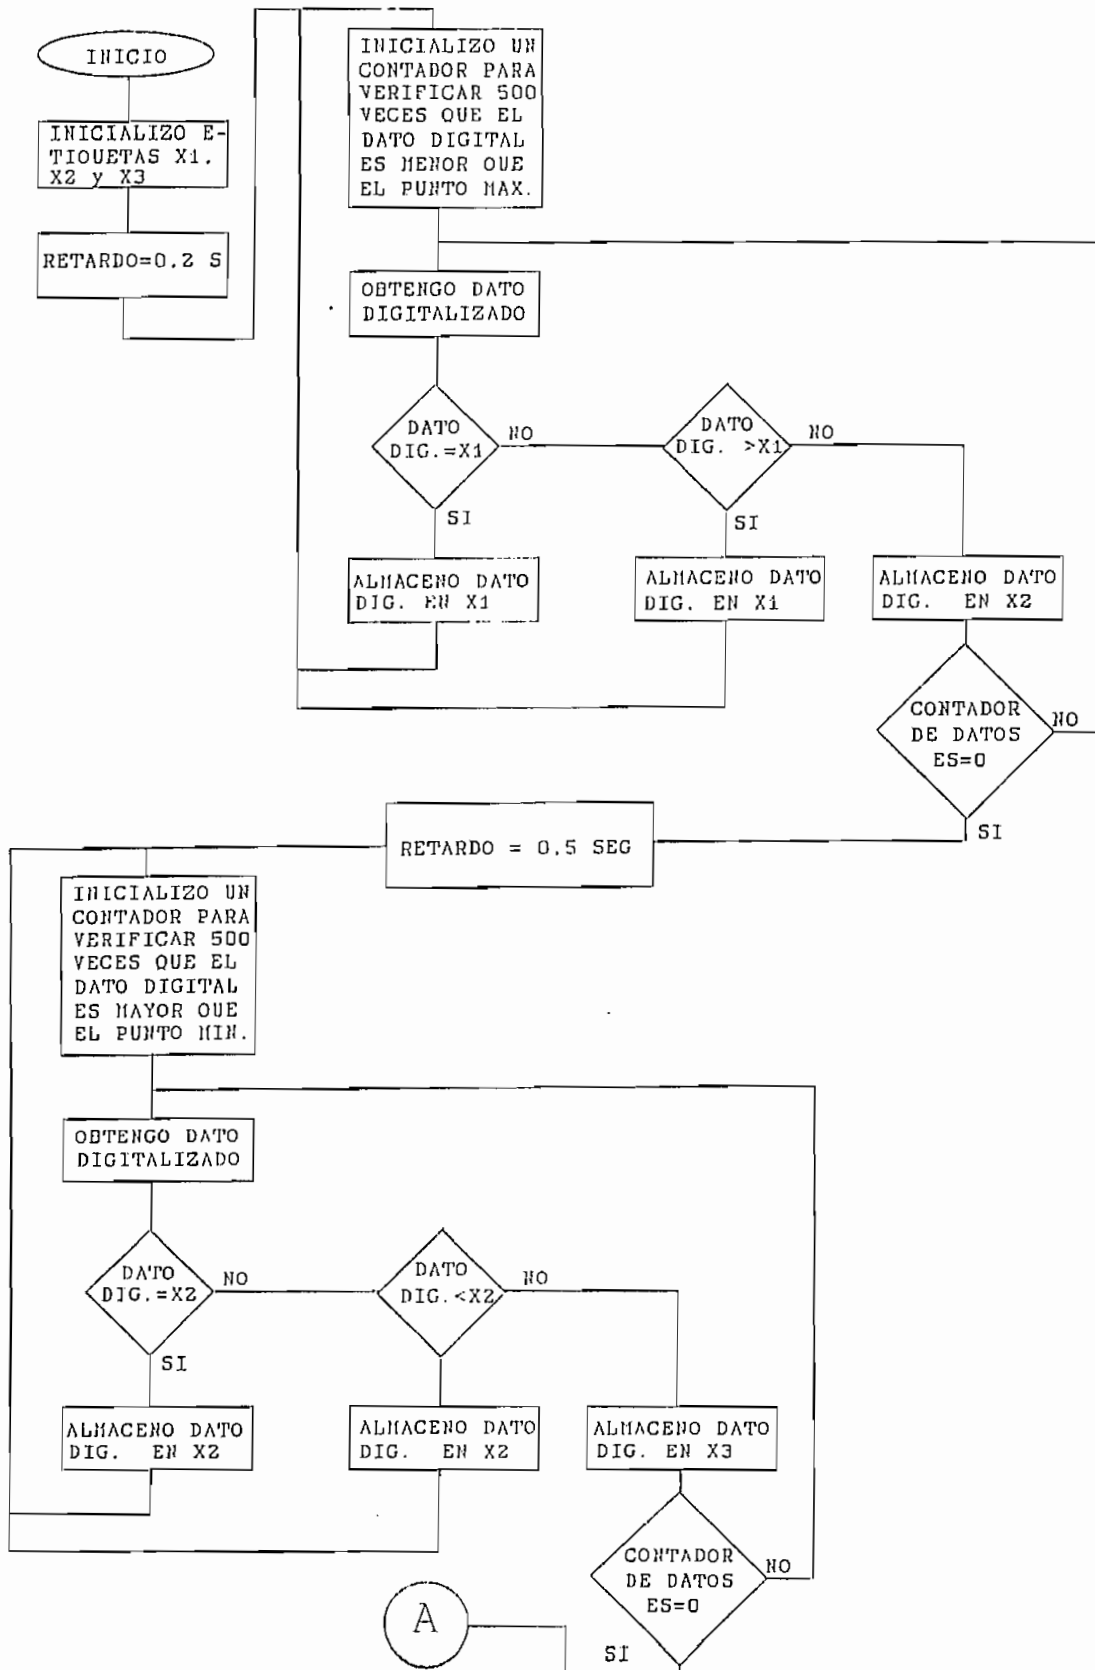 INICIO
INICIALIZO E-
TIQUETAS X1,
X2 y X3
RETARDO=0.2 S
INICIALIZO UN
CONTADOR PARA
VERIFICAR 500
VECES QUE EL
DATO DIGITAL
ES MENOR QUE
EL PUNTO MAX.
OBTENGO DATO
DIGITALIZADO
DATO
DIG.=X1
NO
SI
DATO
DIG. >X1
NO
SI
ALMACENO DATO
DIG. EN X1
ALMACENO DATO
DIG. EN X1
ALMACENO DATO
DIG. EN X2
CONTADOR
DE DATOS
ES=0
NO
SI
RETARDO = 0.5 SEG
INICIALIZO UN
CONTADOR PARA
VERIFICAR 500
VECES QUE EL
DATO DIGITAL
ES MAYOR QUE
EL PUNTO MIN.
OBTENGO DATO
DIGITALIZADO
DATO
DIG.=X2
NO
SI
DATO
DIG.<X2
NO
ALMACENO DATO
DIG. EN X2
ALMACENO DATO
DIG. EN X2
ALMACENO DATO
DIG. EN X3
CONTADOR
DE DATOS
ES=0
NO
SI
A